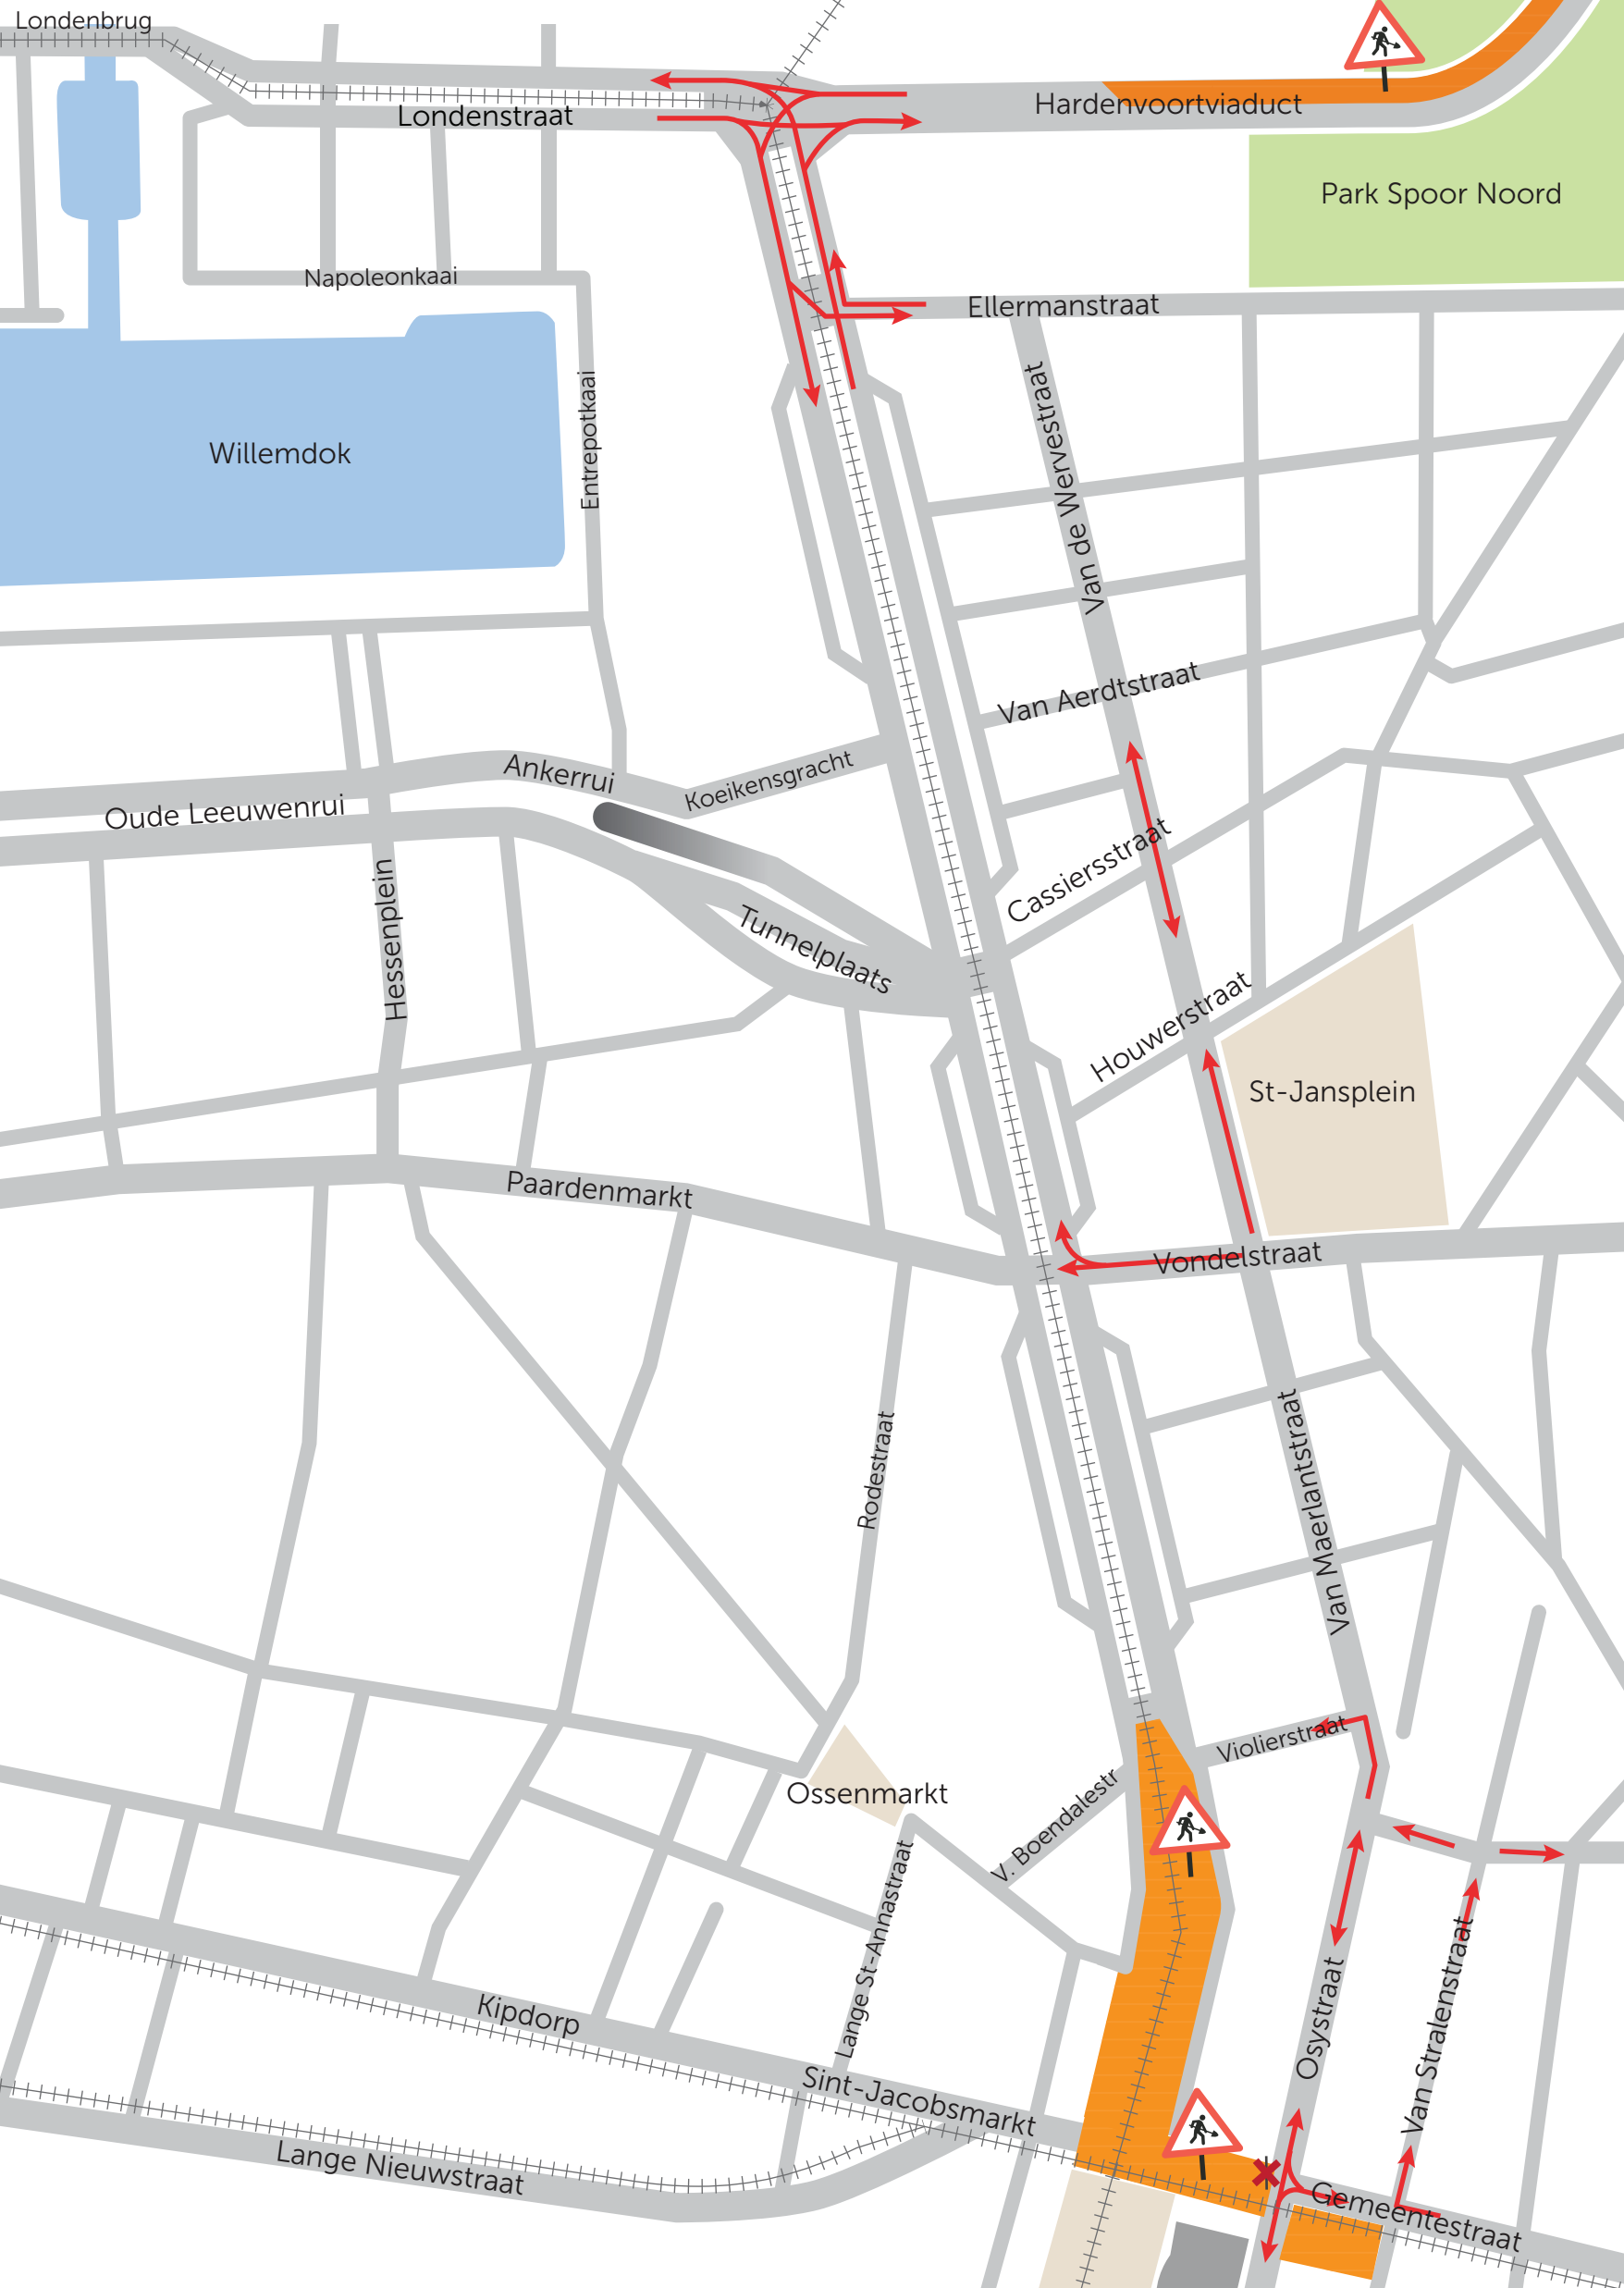 Londenbrug
Londenstraat
Hardenvoortviaduct
Park Spoor Noord
Napoleonkaai
Ellermanstraat
Willemdok
Entrepotkaai
Van de Wervestraat
Van Aerdtstraat
Ankerrui
Koeikensgracht
Oude Leeuwenrui
Cassiersstraat
Hessenplein
Tunnelplaats
Houwerstraat
St-Jansplein
Paardenmarkt
Vondelstraat
Rodestraat
Van Maerlantstraat
Violierstraat
Ossenmarkt
V. Boendalestr
Lange St-Annastraat
Osystraat
Van Stralenstraat
Kipdorp
Sint-Jacobsmarkt
Lange Nieuwstraat
Gemeentestraat